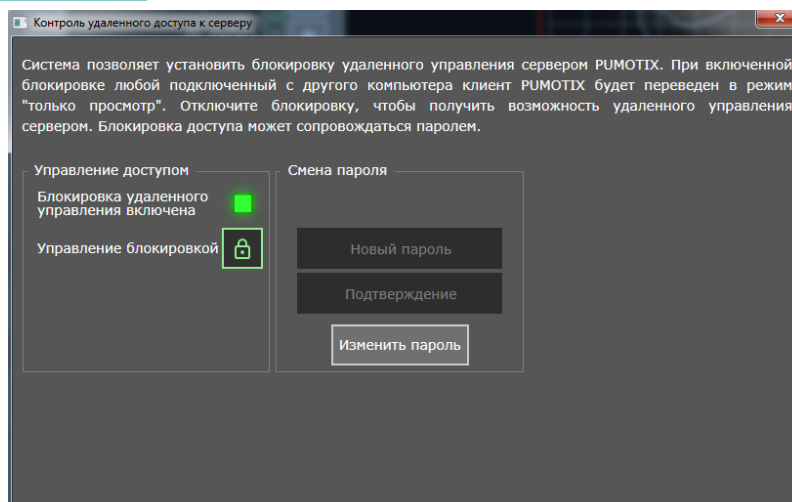 Контроль удаленного доступа к серверу
Система позволяет установить блокировку удаленного управления сервером PUMOTIX. При включенной
блокировке любой подключенный с другого компьютера клиент PUMOTIX будет переведен в режим
"только просмотр". Отключите блокировку, чтобы получить возможность удаленного управления
сервером. Блокировка доступа может сопровождаться паролем.
Управление доступом
Блокировка удаленного
управления включена
Управление блокировкой
Смена пароля
Новый пароль
Подтверждение
Изменить пароль